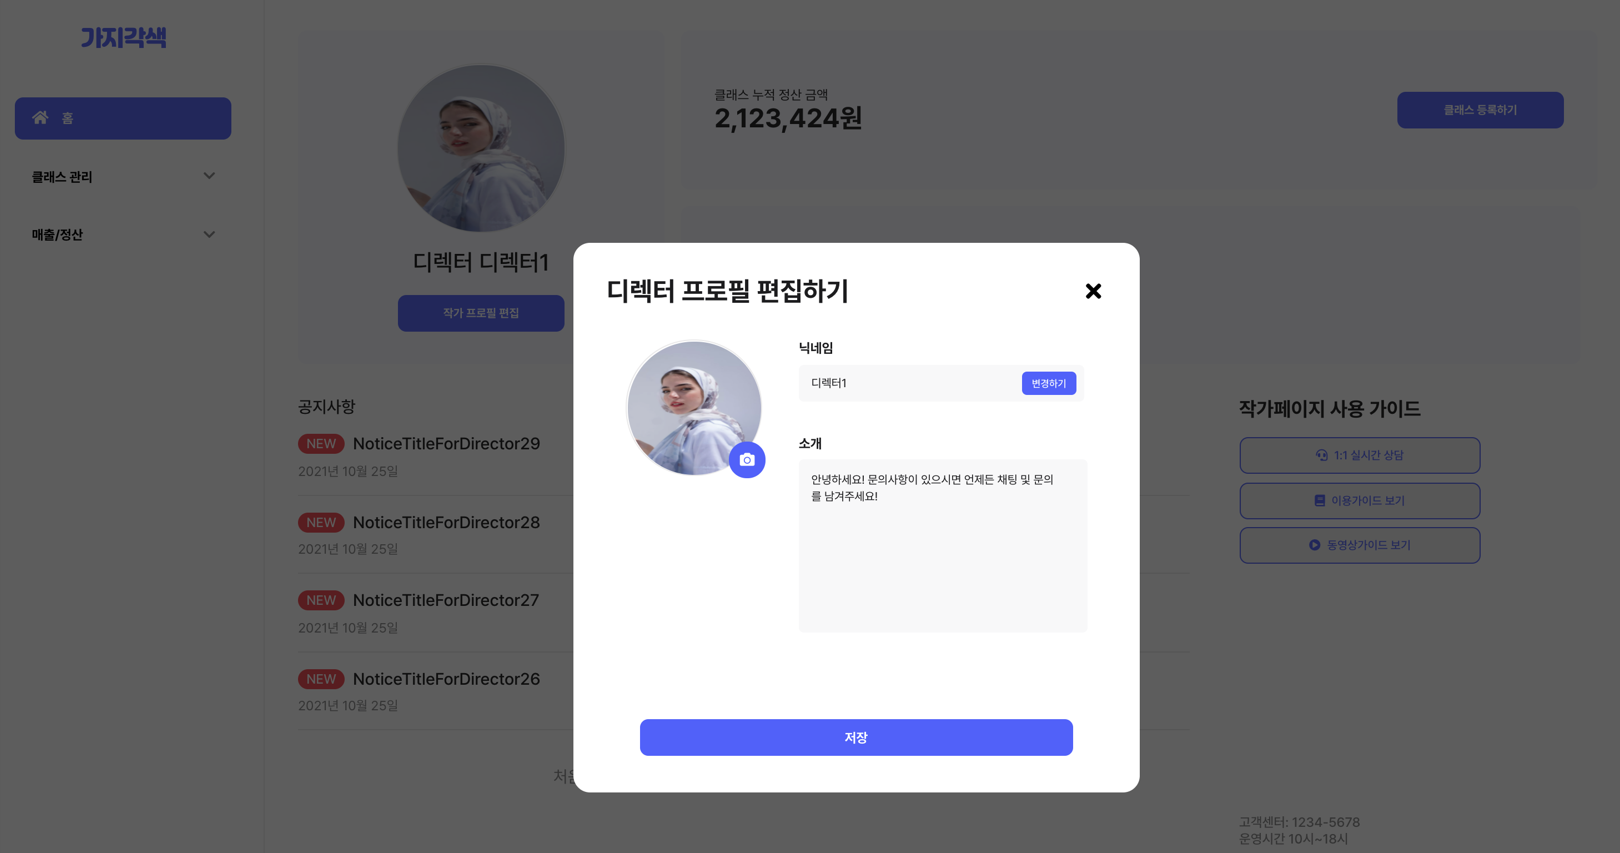 가지각색
홈
클래스 관리
매출/정산
디렉터 디렉터1
작가 프로필 편집
클래스 누적 정산 금액
2,123,424원
클래스 등록하기
공지사항
NEW NoticeTitleForDirector29
2021년 10월 25일
NEW NoticeTitleForDirector28
2021년 10월 25일
NEW NoticeTitleForDirector27
2021년 10월 25일
NEW NoticeTitleForDirector26
2021년 10월 25일
디렉터 프로필 편집하기
닉네임
디렉터1
변경하기
소개
안녕하세요! 문의사항이 있으시면 언제든 채팅 및 문의
를 남겨주세요!
저장
작가페이지 사용 가이드
1:1 실시간 상담
이용가이드 보기
동영상가이드 보기
고객센터: 1234-5678
운영시간 10시~18시